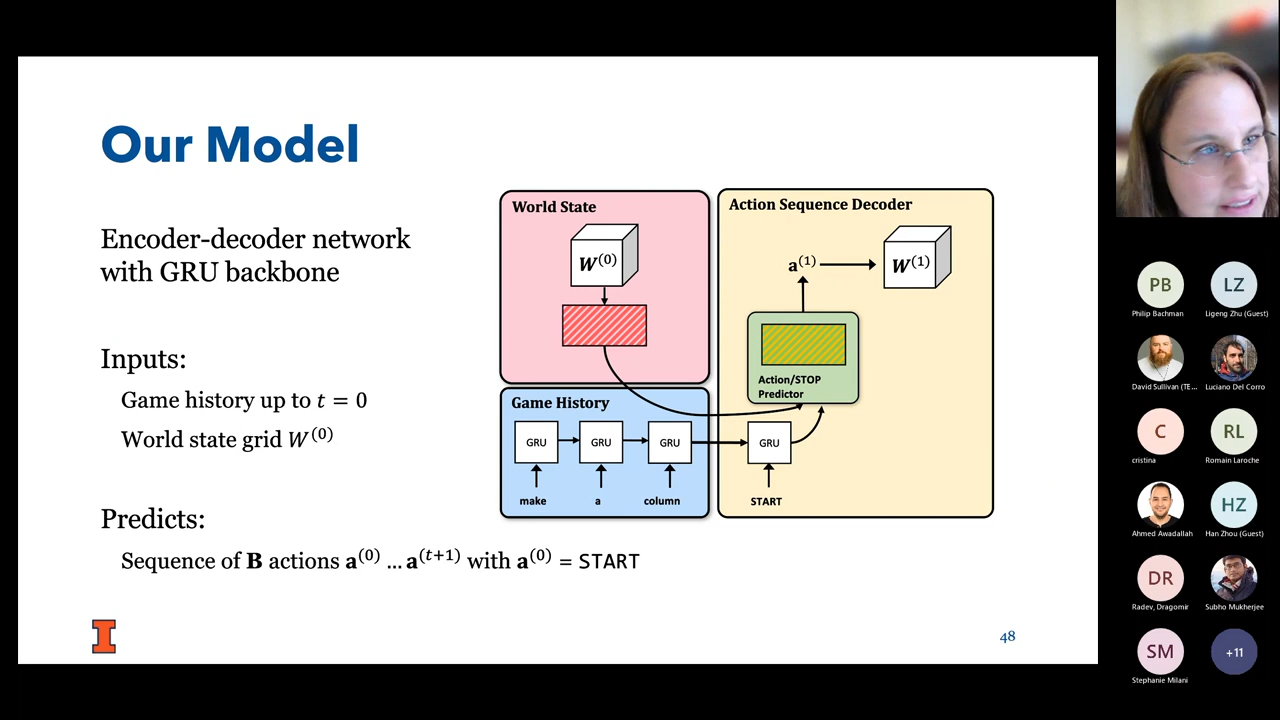 Our Model
Encoder-decoder network
with GRU backbone
Inputs:
Game history up to t = 0
World state grid W⁽⁰⁾
Predicts:
Sequence of B actions a⁽⁰⁾ ... a⁽ᵗ⁺¹⁾ with a⁽⁰⁾ = START
World State
W⁽⁰⁾
Game History
GRU GRU GRU
make a column
Action Sequence Decoder
a⁽¹⁾ W⁽¹⁾
Action/STOP
Predictor
GRU
START
I
48
PB
Philip Bachman
LZ
Ligeng Zhu (Guest)
David Sullivan (TE...
Luciano Del Corro
C
cristina
RL
Romain Laroche
Ahmed Awadallah
HZ
Han Zhou (Guest)
DR
Radev, Dragomir
Subho Mukherjee
SM
Stephanie Milani
+11